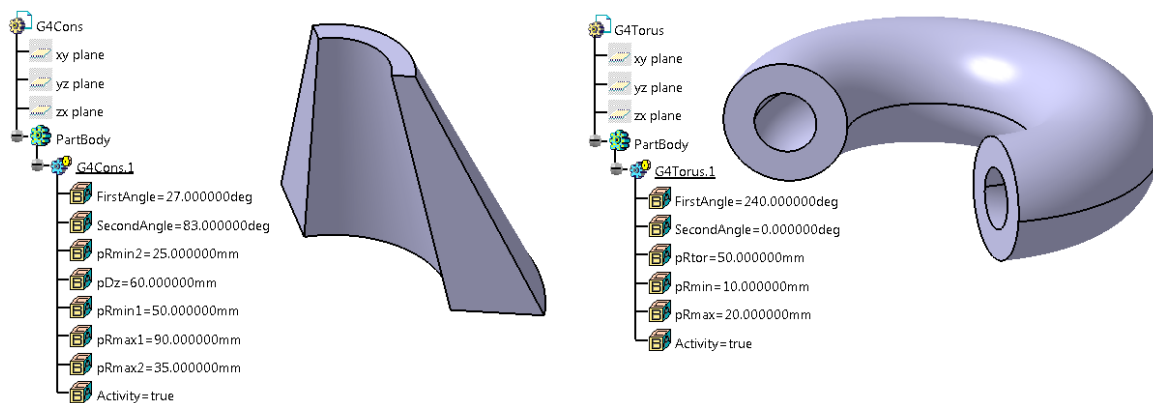 G4Cons
xy plane
yz plane
zx plane
PartBody
G4Cons.1
FirstAngle=27.000000deg
SecondAngle=83.000000deg
pRmin2=25.000000mm
pDz=60.000000mm
pRmin1=50.000000mm
pRmax1=90.000000mm
pRmax2=35.000000mm
Activity=true
G4Torus
xy plane
yz plane
zx plane
PartBody
G4Torus.1
FirstAngle=240.000000deg
SecondAngle=0.000000deg
pRtor=50.000000mm
pRmin=10.000000mm
pRmax=20.000000mm
Activity=true